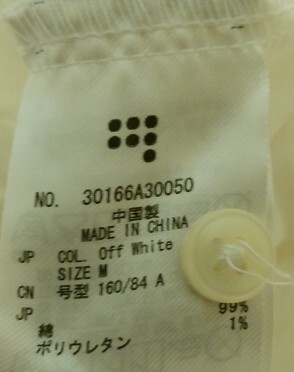 NO. 30166A30050
中国製
MADE IN CHINA
JP COL. Off White
SIZE M
CN 号型 160/84 A
JP
綿 99%
ポリウレタン 1%